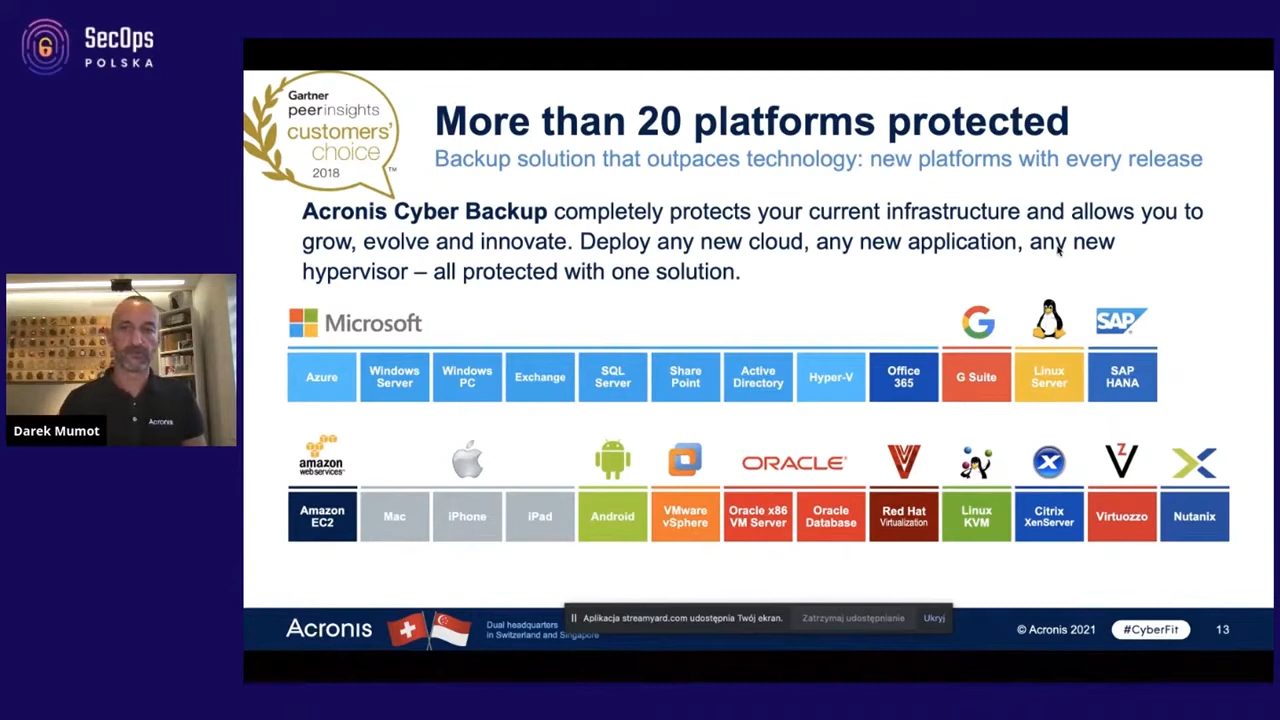 SecOps
POLSKA
Gartner
peerinsights
customers'
choice
2018
TM
More than 20 platforms protected
Backup solution that outpaces technology: new platforms with every release
Acronis Cyber Backup completely protects your current infrastructure and allows you to
grow, evolve and innovate. Deploy any new cloud, any new application, any new
hypervisor – all protected with one solution.
Microsoft
G
SAP
Azure
Windows
Server
Windows
PC
Exchange
SQL
Server
Share
Point
Active
Directory
Hyper-V
Office
365
G Suite
Linux
Server
SAP
HANA
amazon
webservices™
ORACLE®
Amazon
EC2
Mac
iPhone
iPad
Android
VMware
vSphere
Oracle x86
VM Server
Oracle
Database
Red Hat
Virtualization
Linux
KVM
Citrix
XenServer
Virtuozzo
Nutanix
Acronis
Darek Mumot
Acronis
Dual headquarters
in Switzerland and Singapore
Aplikacja streamyard.com udostępnia Twój ekran.
Zatrzymaj udostępnianie
Ukryj
© Acronis 2021
#CyberFit
13